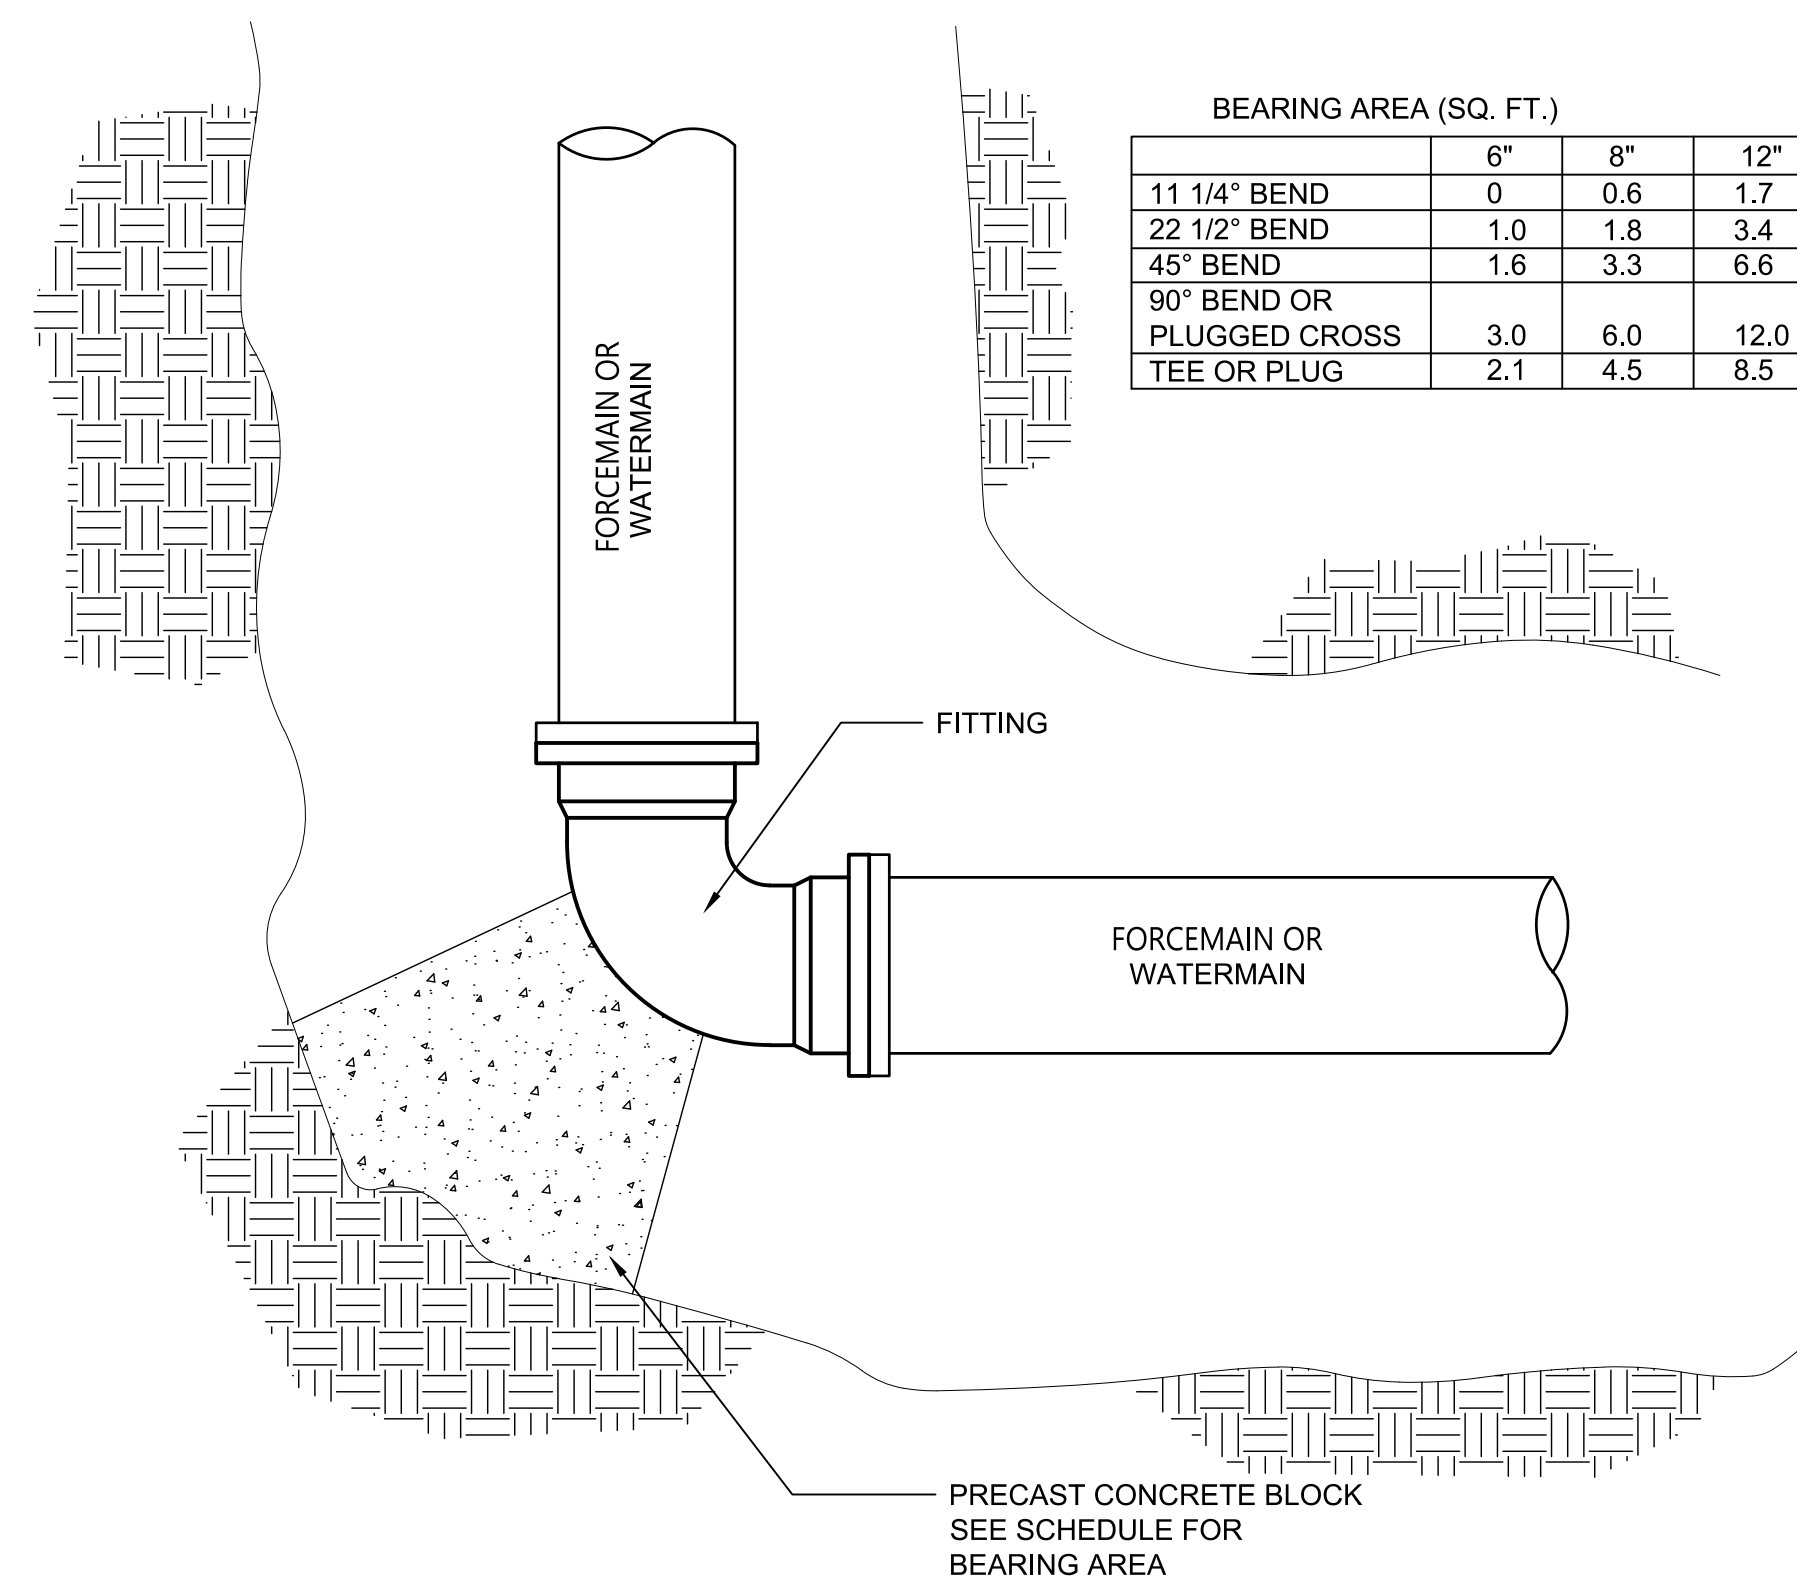 BEARING AREA (SQ. FT.)
6" 8" 12"
11 1/4° BEND 0 0.6 1.7
22 1/2° BEND 1.0 1.8 3.4
45° BEND 1.6 3.3 6.6
90° BEND OR
PLUGGED CROSS 3.0 6.0 12.0
TEE OR PLUG 2.1 4.5 8.5
FORCEMAIN OR
WATERMAIN
FITTING
FORCEMAIN OR
WATERMAIN
PRECAST CONCRETE BLOCK
SEE SCHEDULE FOR
BEARING AREA